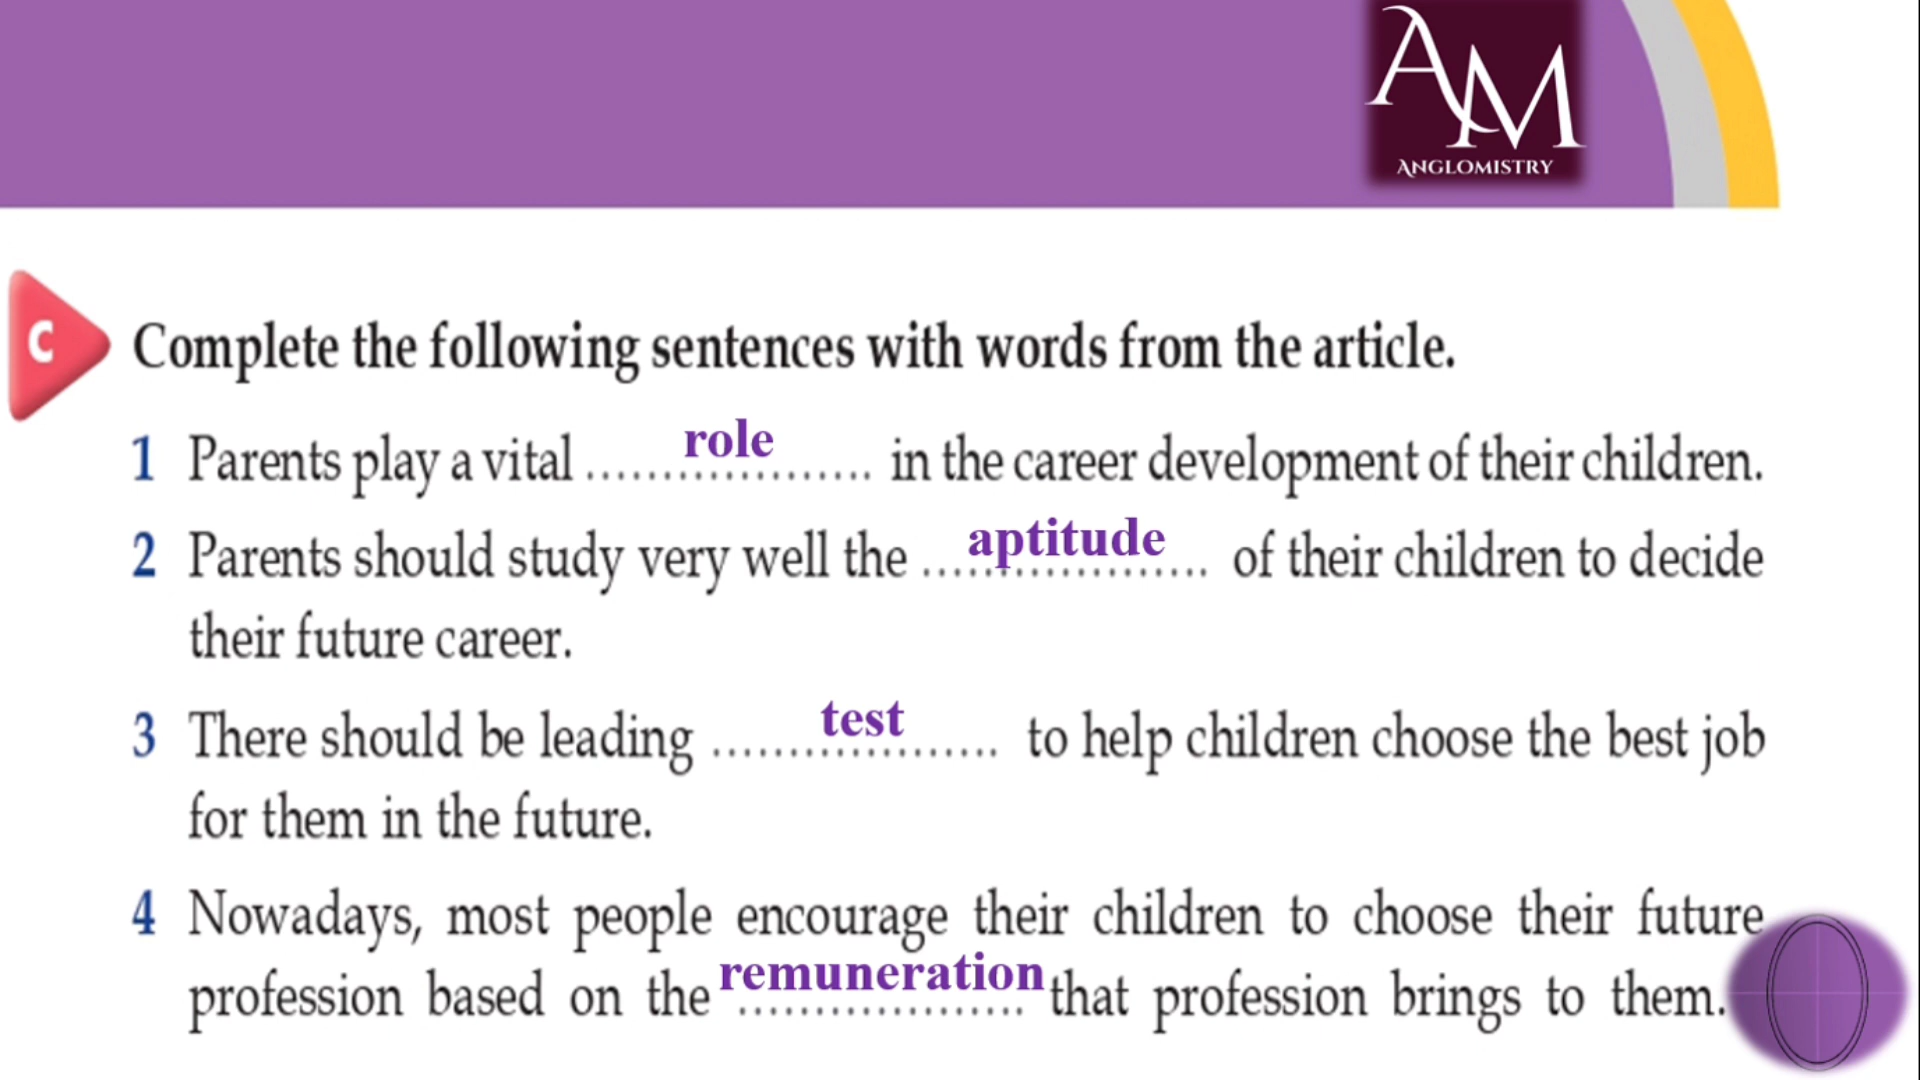 AM
ANGLOMISTRY
C Complete the following sentences with words from the article.
1 Parents play a vital ................... role in the career development of their children.
2 Parents should study very well the ................... aptitude of their children to decide
their future career.
3 There should be leading ................... test to help children choose the best job
for them in the future.
4 Nowadays, most people encourage their children to choose their future
profession based on the ................... remuneration that profession brings to them.